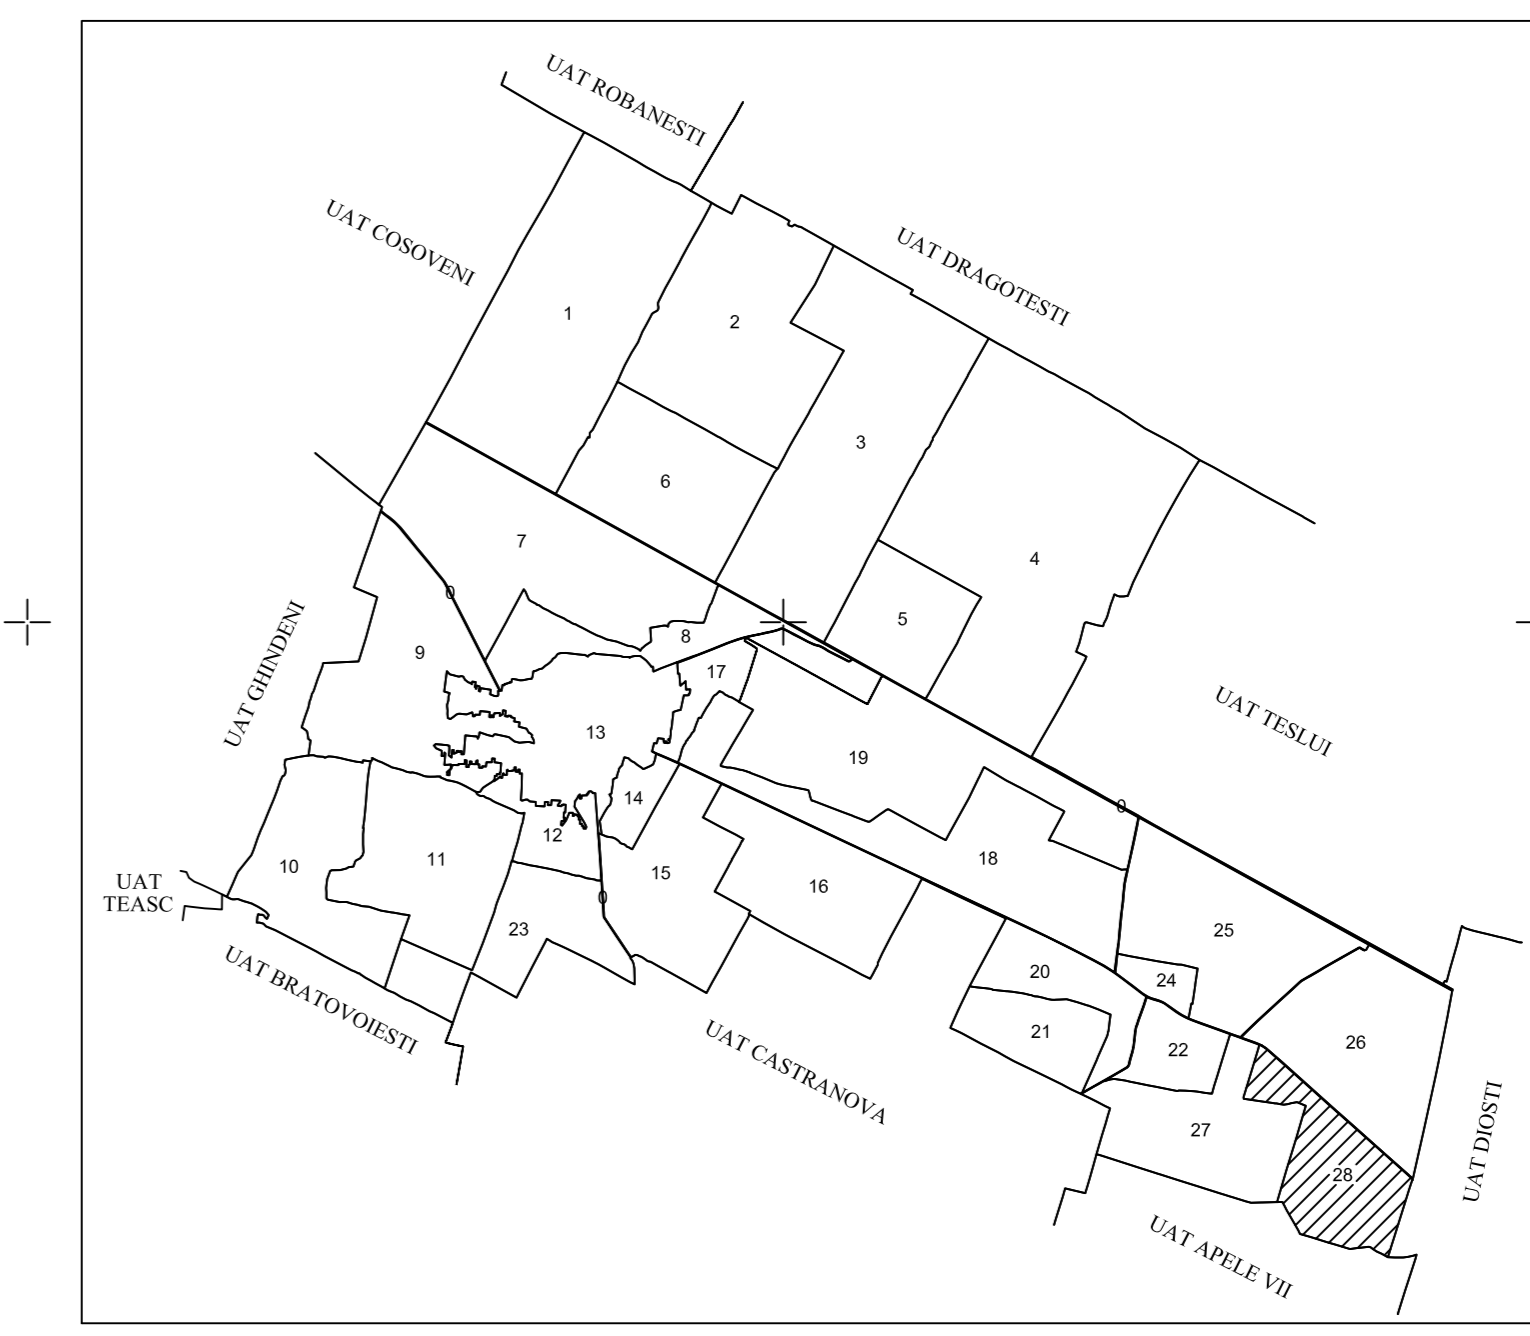 UAT ROBANESTI
UAT COSOVENI
UAT DRAGOTESTI
1
2
3
6
4
7
0
5
8
9
17
UAT GHINDENI
UAT TESLUI
13
19
14
0
12
18
10
11
15
16
UAT
TEASC
0
23
25
UAT BRATOVOIESTI
20
24
21
22
26
UAT CASTRANOVA
27
28
UAT DIOSTI
UAT APELE VII